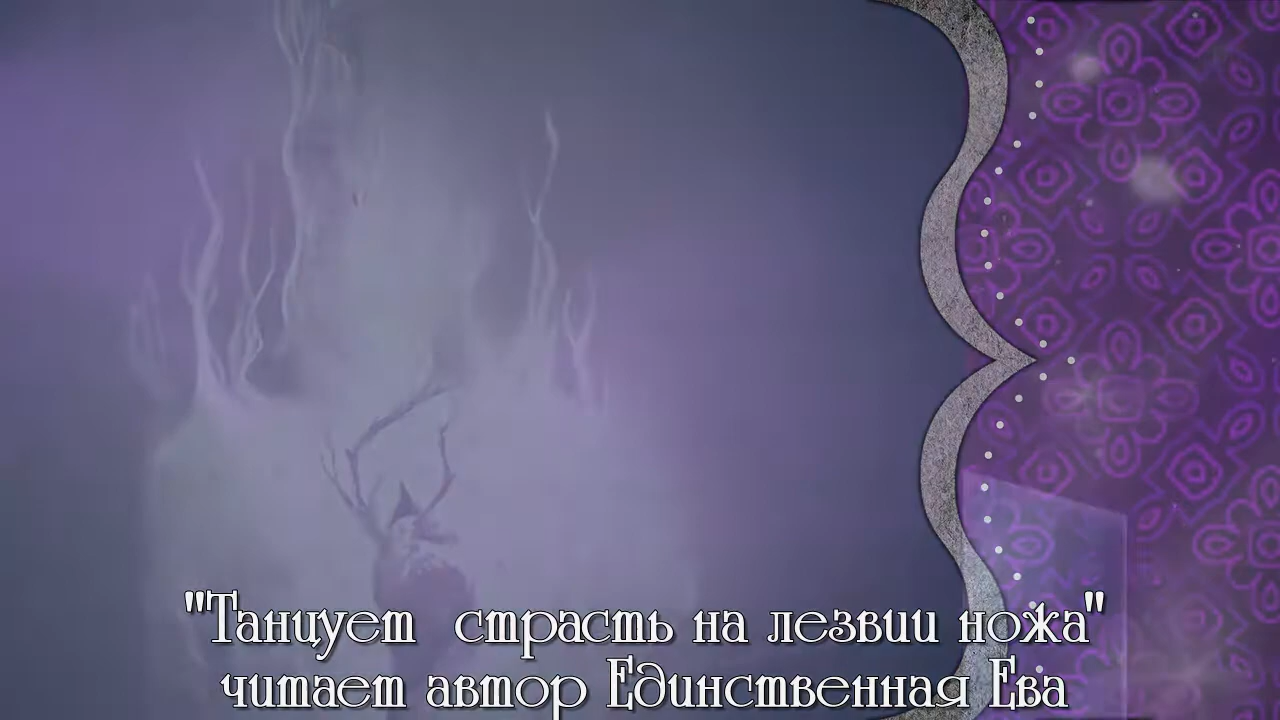 "Танцует страсть на лезвии ножа"
читает автор Единственная Ева